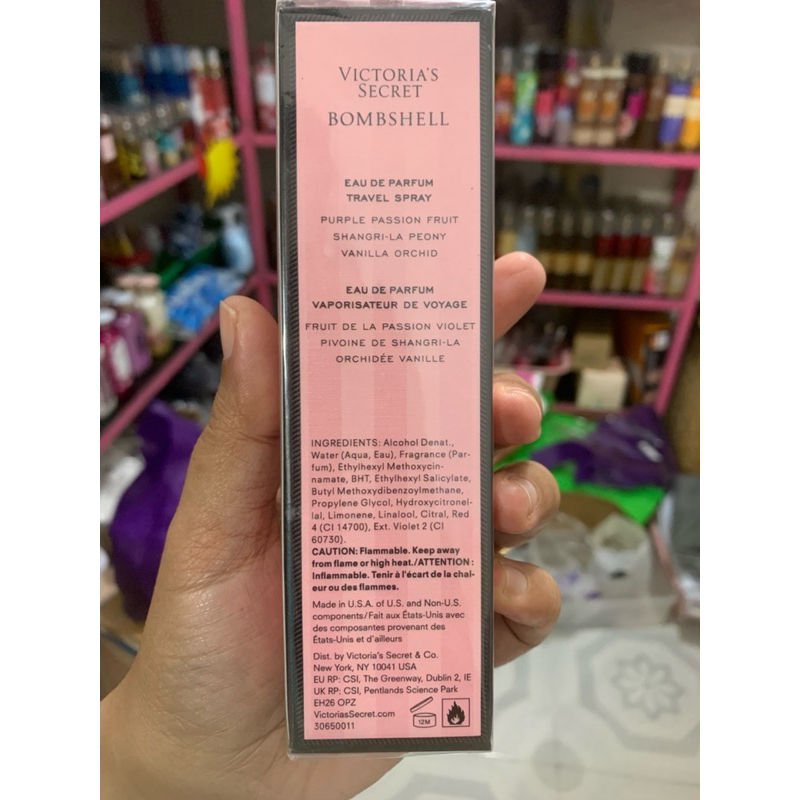 VICTORIA'S
SECRET
BOMBSHELL
EAU DE PARFUM
TRAVEL SPRAY
PURPLE PASSION FRUIT
SHANGRI-LA PEONY
VANILLA ORCHID
EAU DE PARFUM
VAPORISATEUR DE VOYAGE
FRUIT DE LA PASSION VIOLET
PIVOINE DE SHANGRI-LA
ORCHIDÉE VANILLE
INGREDIENTS: Alcohol Denat.,
Water (Aqua, Eau), Fragrance (Par-
fum), Ethylhexyl Methoxycin-
namate, BHT, Ethylhexyl Salicylate,
Butyl Methoxydibenzoylmethane,
Propylene Glycol, Hydroxycitronel-
lal, Limonene, Linalool, Citral, Red
4 (CI 14700), Ext. Violet 2 (CI
60730).
CAUTION: Flammable. Keep away
from flame or high heat./ATTENTION :
Inflammable. Tenir à l'écart de la chal-
eur ou des flammes.
Made in U.S.A. of U.S. and Non-U.S.
components/Fait aux États-Unis avec
des composantes provenant des
États-Unis et d'ailleurs
Dist. by Victoria's Secret & Co.
New York, NY 10041 USA
EU RP: CSI, The Greenway, Dublin 2, IE
UK RP: CSI, Pentlands Science Park
EH26 OPZ
VictoriasSecret.com
30650011
12M